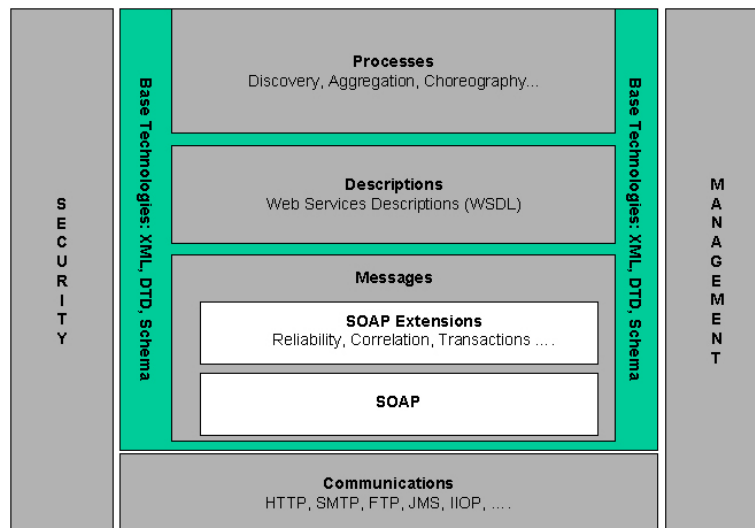 SECURITY
Base Technologies: XML, DTD, Schema
Processes
Discovery, Aggregation, Choreography...
Descriptions
Web Services Descriptions (WSDL)
Messages
SOAP Extensions
Reliability, Correlation, Transactions ….
SOAP
Base Technologies: XML, DTD, Schema
MANAGEMENT
Communications
HTTP, SMTP, FTP, JMS, IIOP, ….